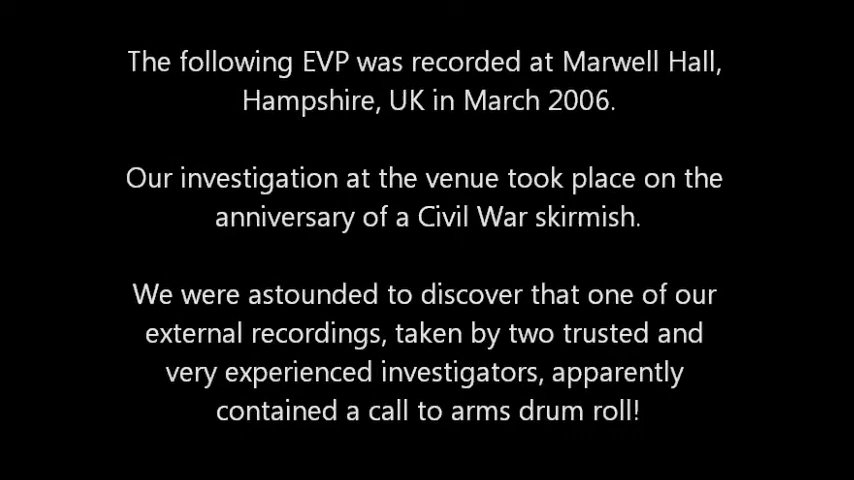 The following EVP was recorded at Marwell Hall,
Hampshire, UK in March 2006.
Our investigation at the venue took place on the
anniversary of a Civil War skirmish.
We were astounded to discover that one of our
external recordings, taken by two trusted and
very experienced investigators, apparently
contained a call to arms drum roll!